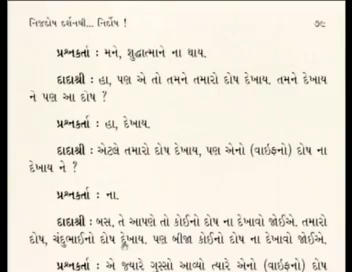 નિજદોષ દર્શનથી... નિર્દોષ ! ૭૯
પ્રશ્નકર્તા : મને, શુદ્ધાત્માને ના થાય.
દાદાશ્રી : હા, પણ એ તો તમને તમારો દોષ દેખાય. તમને દેખાય
ને પણ આ દોષ ?
પ્રશ્નકર્તા : હા, દેખાય.
દાદાશ્રી : એટલે તમારો દોષ દેખાય, પણ એનો (વાઈફનો) દોષ ના
દેખાય ને ?
પ્રશ્નકર્તા : ના.
દાદાશ્રી : બસ, તે આપણે તો કોઈનો દોષ ના દેખાવો જોઈએ. તમારો
દોષ, ચંદુભાઈનો દોષ દેખાય. પણ બીજા કોઈનો દોષ ના દેખાવો જોઈએ.
પ્રશ્નકર્તા : એ જ્યારે ગુસ્સો આવ્યો ત્યારે એનો (વાઈફનો) દોષ